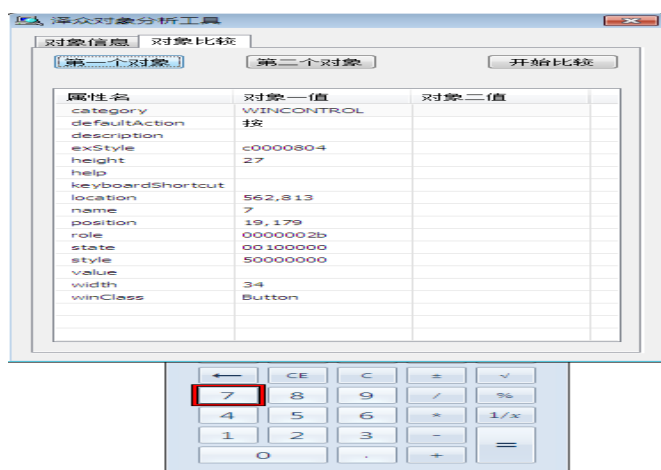 泽众对象分析工具
对象信息 对象比较
第一个对象 第二个对象 开始比较
属性名 对象一值 对象二值
category WINCONTROL
defaultAction 按
description
exStyle c0000804
height 27
help
keyboardShortcut
location 562,813
name 7
position 19,179
role 0000002b
state 00100000
style 50000000
value
width 34
winClass Button
← CE C ± √
7 8 9 / %
4 5 6 * 1/x
1 2 3 - =
0 . +